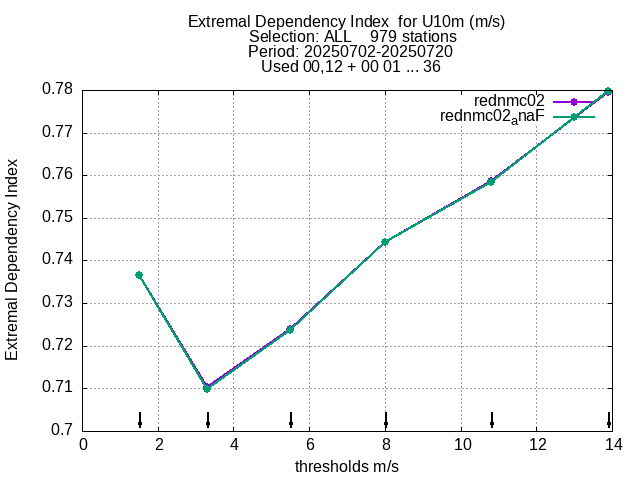 Extremal Dependency Index  for U10m (m/s)
Selection: ALL    979 stations
Period: 20250702-20250720
Used 00,12 + 00 01 ... 36
rednmc02
rednmc02anaF
0.78
0.77
0.76
0.75
0.74
0.73
0.72
0.71
0.7
Extremal Dependency Index
0 2 4 6 8 10 12 14
thresholds m/s